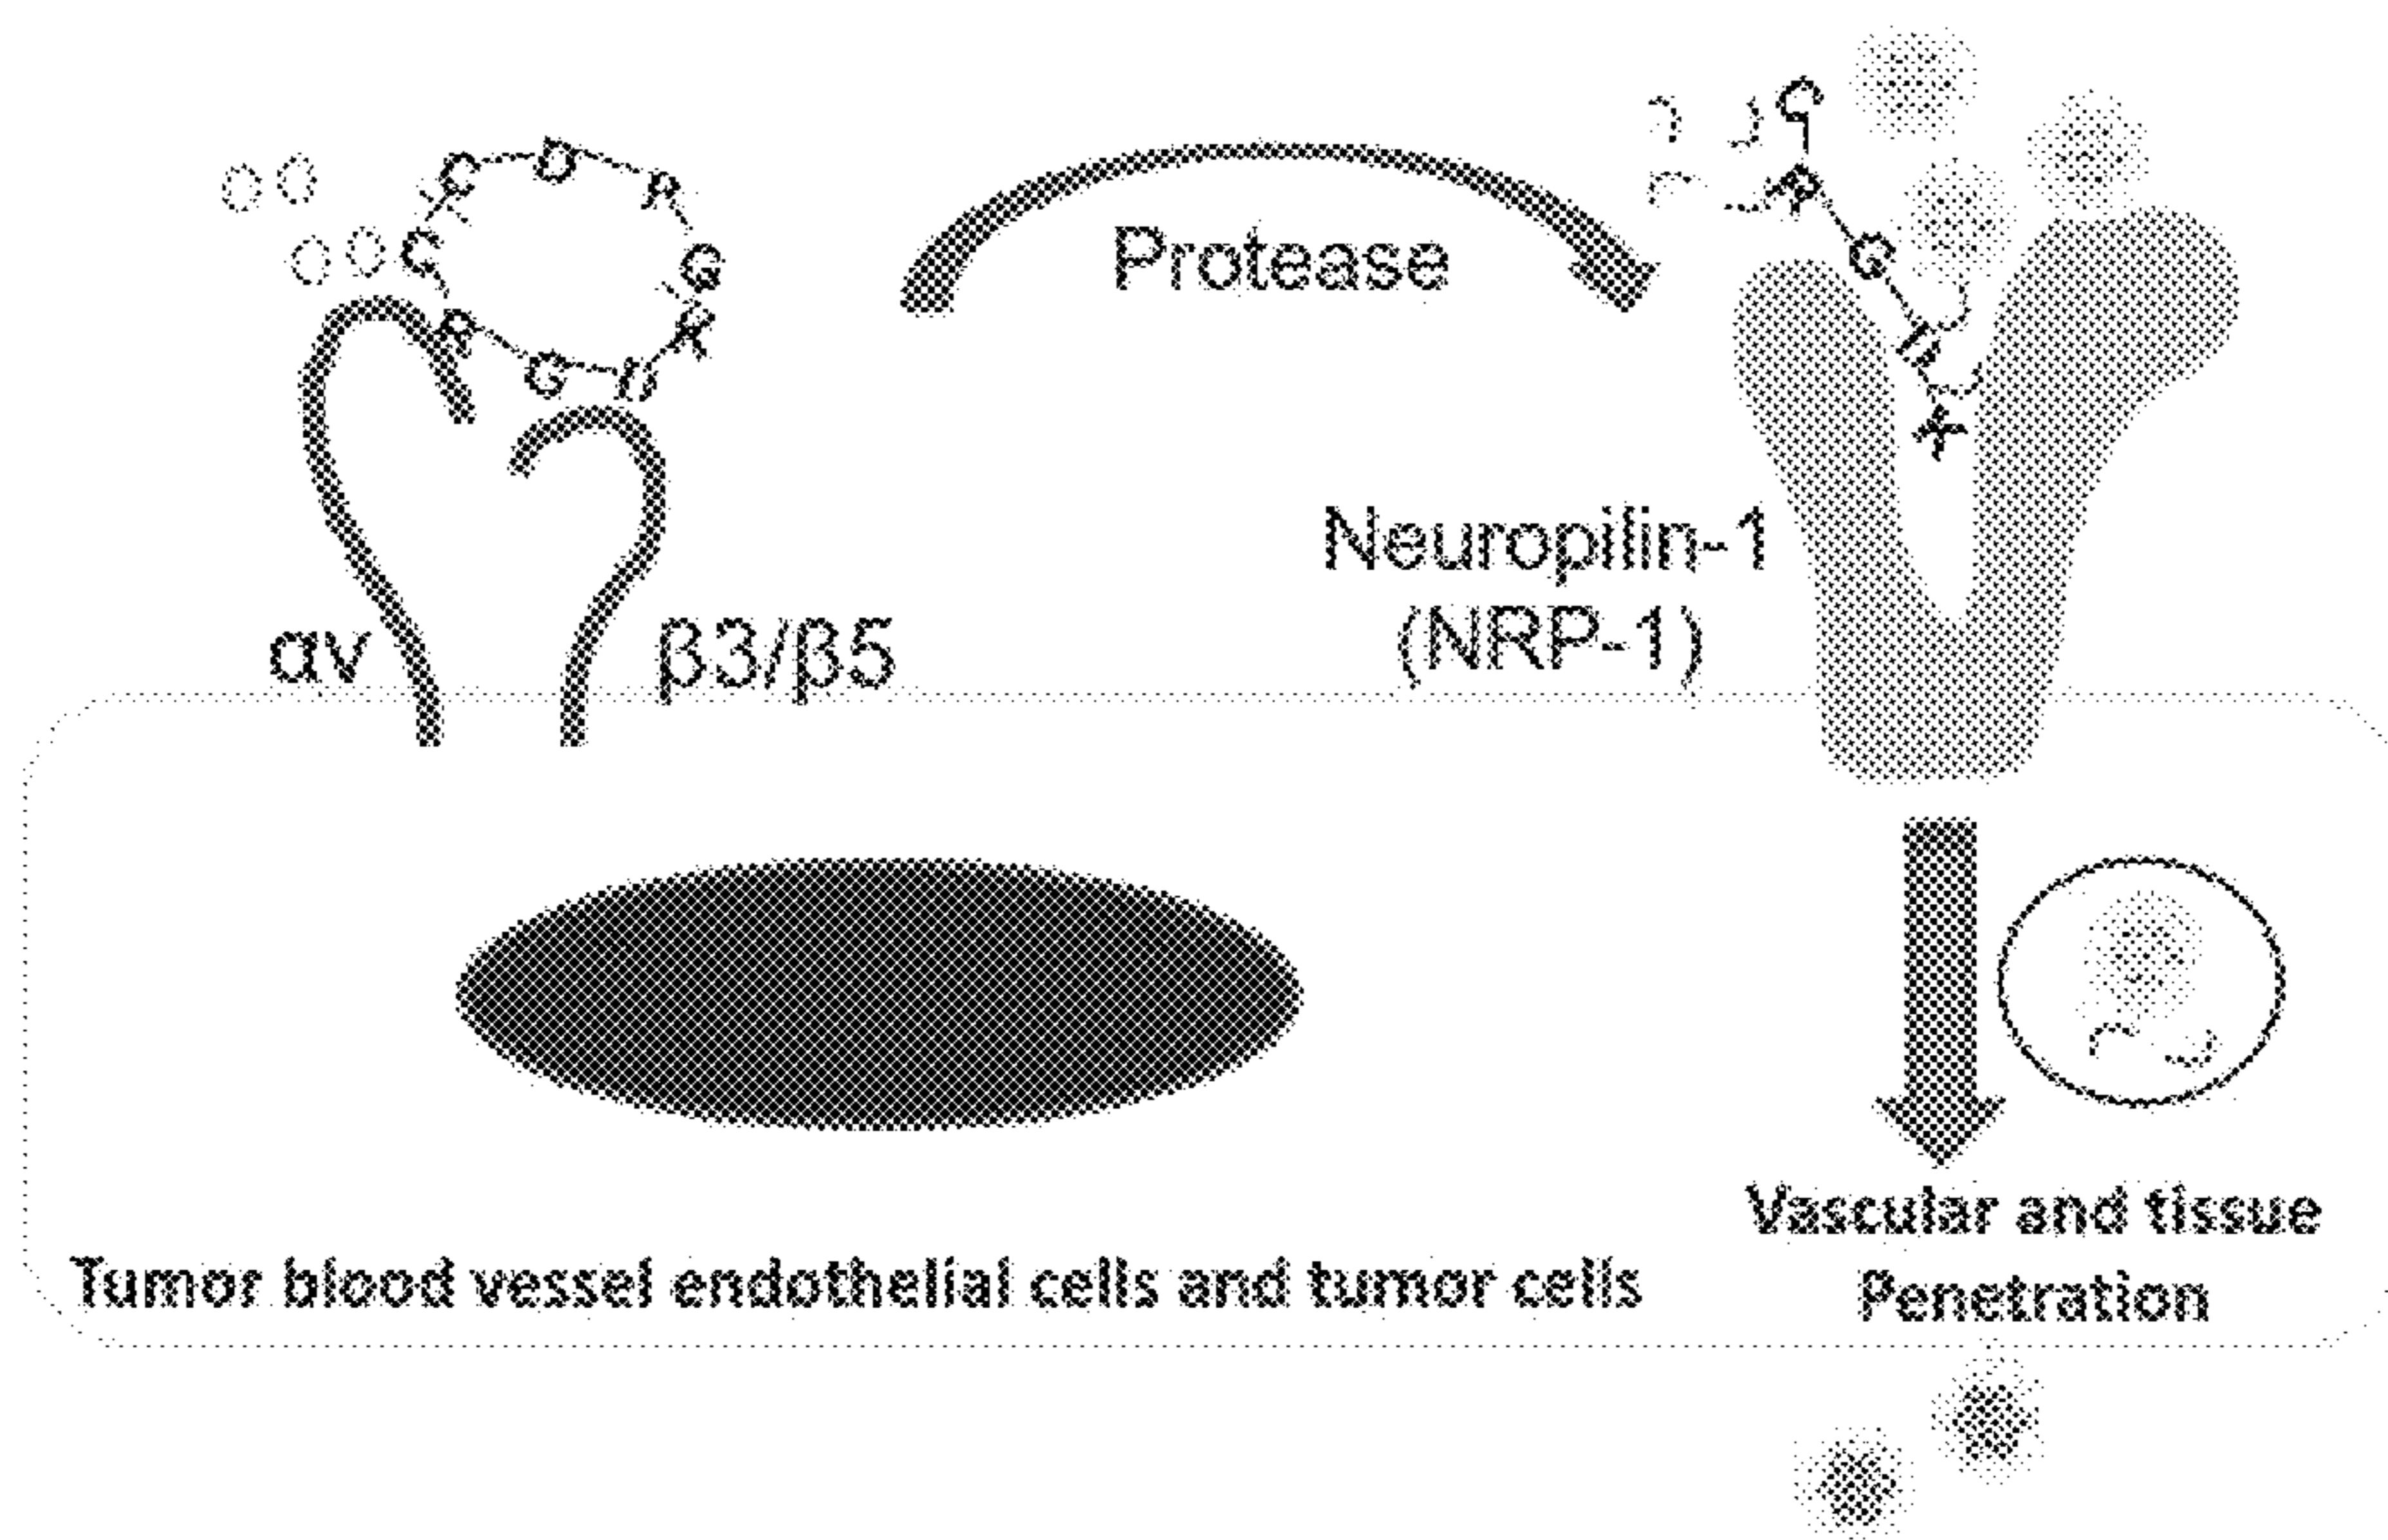 C D R
C G
R G D K
Protease
C
R
G
D
K
Neuropilin-1
(NRP-1)
αv
β3/β5
Vascular and tissue
Penetration
Tumor blood vessel endothelial cells and tumor cells